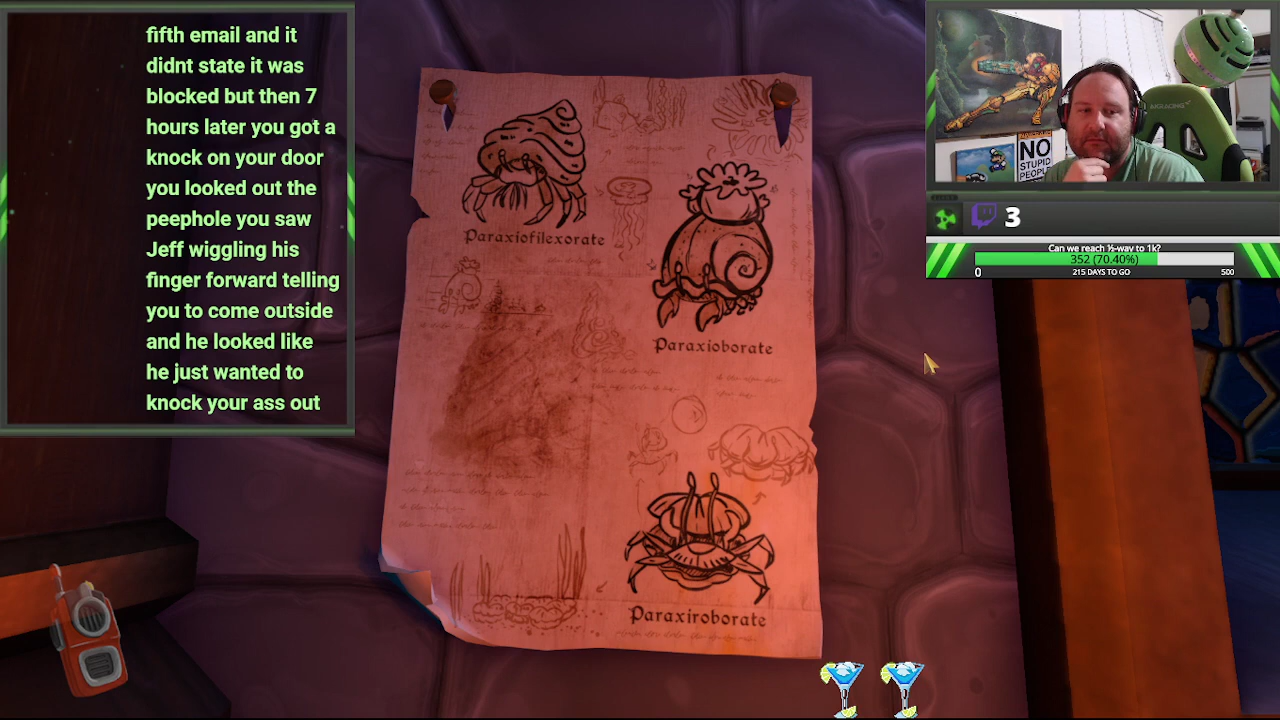 fifth email and it
didnt state it was
blocked but then 7
hours later you got a
knock on your door
you looked out the
peephole you saw
Jeff wiggling his
finger forward telling
you to come outside
and he looked like
he just wanted to
knock your ass out
Paraxiofilexorate
Paraxioborate
Paraxiroborate
NO
STUPID
PEOPLE
3
Can we reach ½-way to 1k?
352 (70.40%)
0
215 DAYS TO GO
500